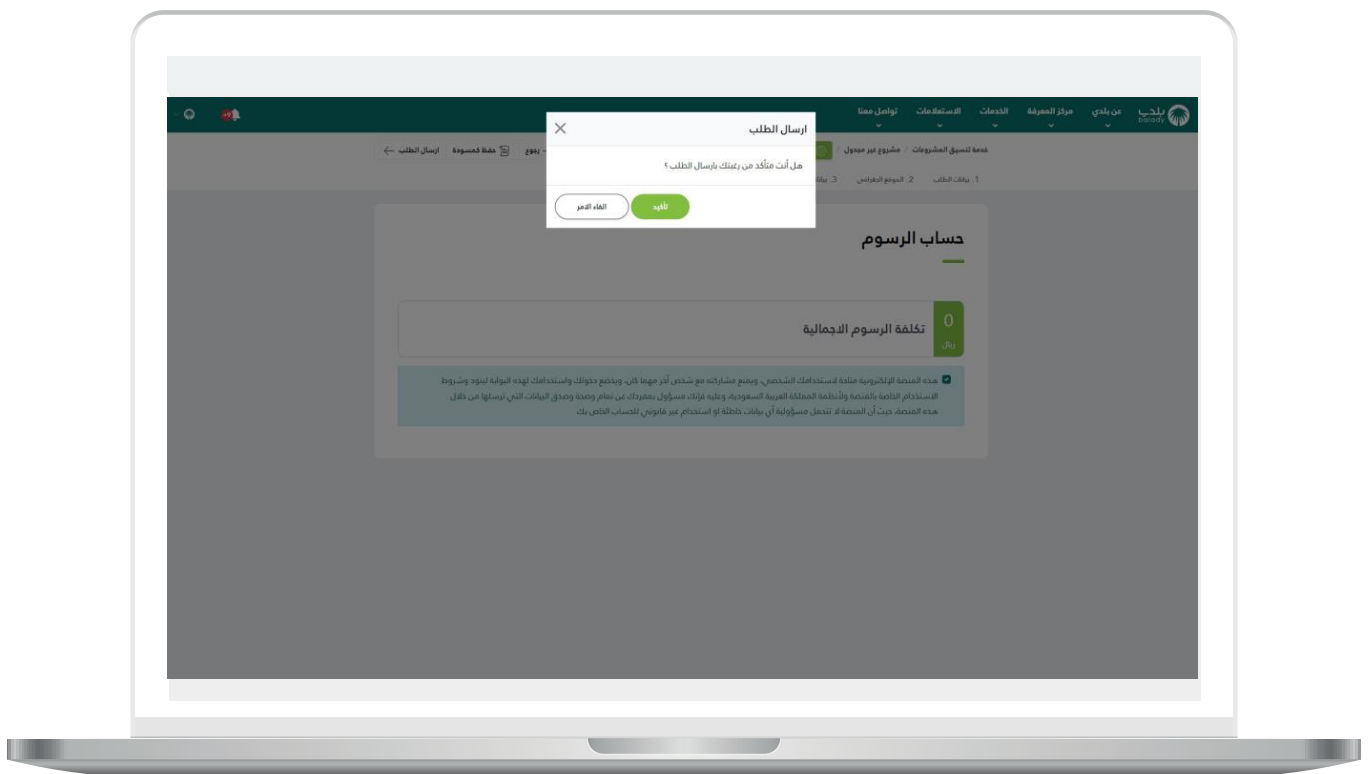 بلدي
balady
عن بلدي
مركز المعرفة
الخدمات
الاستعلامات
تواصل معنا
خدمة تنسيق المشروعات / مشروع غير مجدول /
رجوع
حفظ كمسودة
ارسال الطلب
1. بيانات الطلب
2. الموقع الجغرافي
3.
ارسال الطلب
هل أنت متأكد من رغبتك بارسال الطلب ؟
تأكيد
الغاء الامر
حساب الرسوم
0
ريال
تكلفة الرسوم الاجمالية
هذه المنصة الإلكترونية متاحة لاستخدامك الشخصي، ويمنع مشاركته مع شخص آخر مهما كان، ويخضع دخولك واستخدامك لهذه البوابة لبنود وشروط
الاستخدام الخاصة بالمنصة ولأنظمة المملكة العربية السعودية، وعليه فإنك مسؤول بمفردك عن تمام وصحة وصدق البيانات التي ترسلها من خلال
هذه المنصة، حيث أن المنصة لا تتحمل مسؤولية أي بيانات خاطئة او استخدام غير قانوني للحساب الخاص بك.